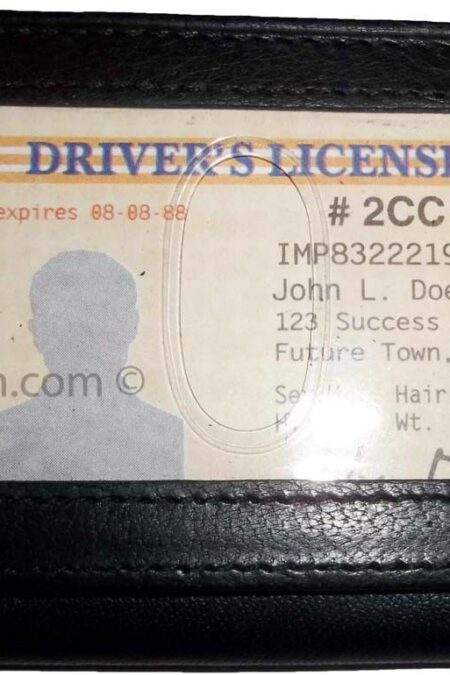 DRIVER'S LICENS
expires 08-08-88
# 2CC
IMP8322219
John L. Doe
123 Success
Future Town,
m.com ©
Hair
Wt.